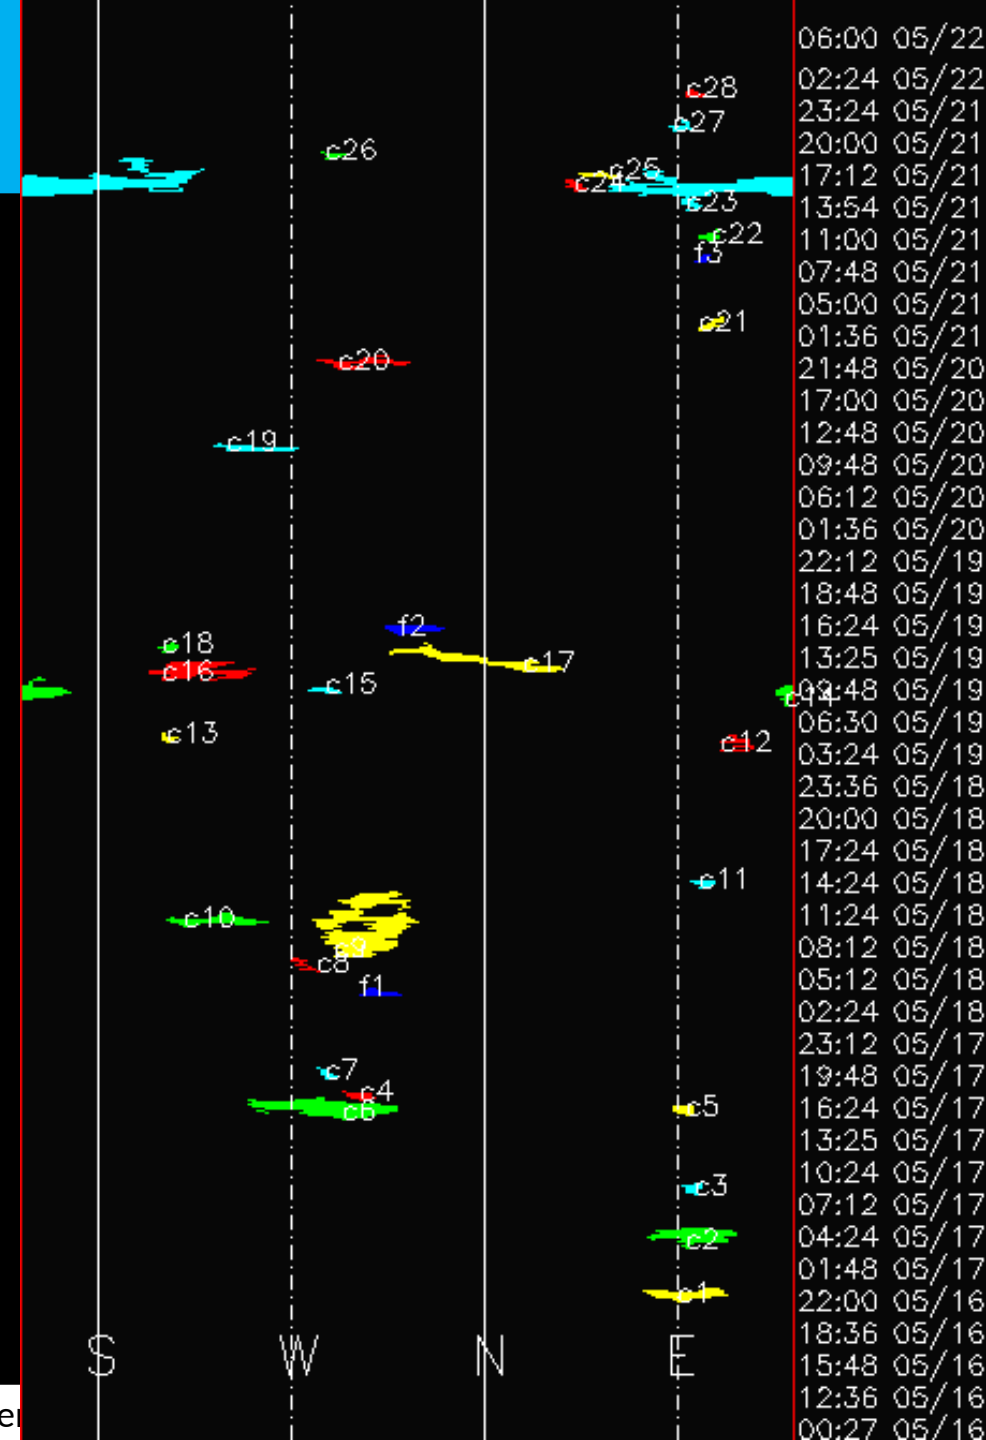 06:00 05/22
c28 02:24 05/22
c27 23:24 05/21
c26 20:00 05/21
c24 c25 17:12 05/21
c23 13:54 05/21
c22 11:00 05/21
f3 07:48 05/21
05:00 05/21
c21 01:36 05/21
c20 21:48 05/20
17:00 05/20
c19 12:48 05/20
09:48 05/20
06:12 05/20
01:36 05/20
22:12 05/19
18:48 05/19
f2 16:24 05/19
c18 c17 13:25 05/19
c16 c15 09:48 05/19
c13 06:30 05/19
c12 03:24 05/19
23:36 05/18
20:00 05/18
17:24 05/18
c11 14:24 05/18
c10 11:24 05/18
c9 08:12 05/18
c8 f1 05:12 05/18
02:24 05/18
23:12 05/17
c7 19:48 05/17
c4 c6 c5 16:24 05/17
13:25 05/17
c3 10:24 05/17
07:12 05/17
c2 04:24 05/17
01:48 05/17
c1 22:00 05/16
18:36 05/16
S W N E 15:48 05/16
12:36 05/16
er 00:27 05/16